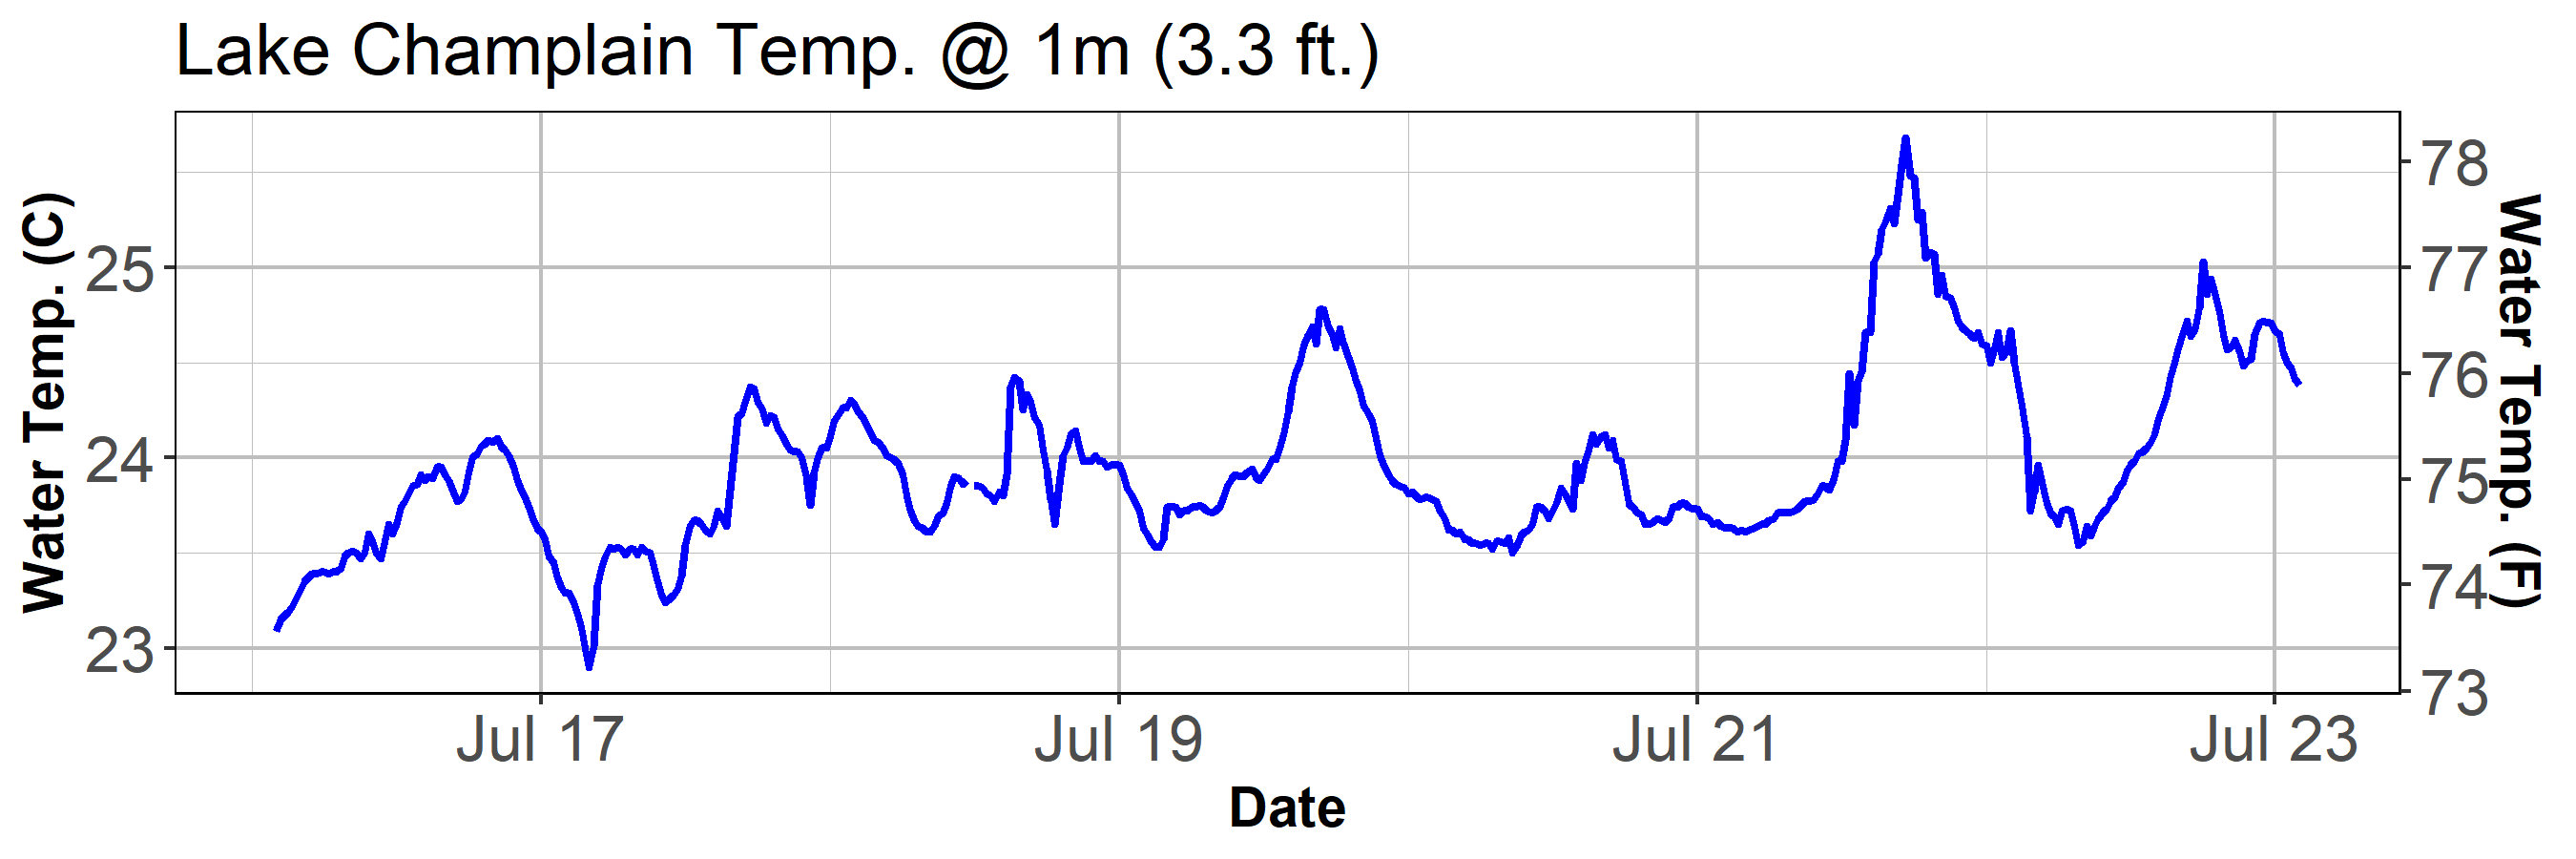 Lake Champlain Temp. @ 1m (3.3 ft.)
Water Temp. (C)
25
24
23
78
77
76
75
74
73
Water Temp. (F)
Jul 17
Jul 19
Jul 21
Jul 23
Date